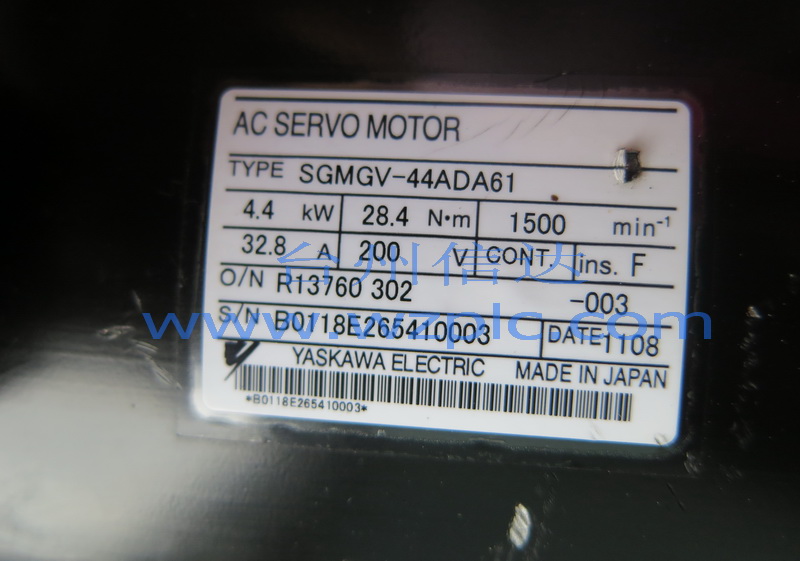 AC SERVO MOTOR
TYPE SGMGV-44ADA61
4.4 kW 28.4 N·m 1500 min⁻¹
32.8 A 200 V CONT. ins. F
台州信达
O/N R13760 302 -003
www.wzplc.com
S/N B0118E265410003 DATE 1108
YASKAWA ELECTRIC MADE IN JAPAN
*B0118E265410003*